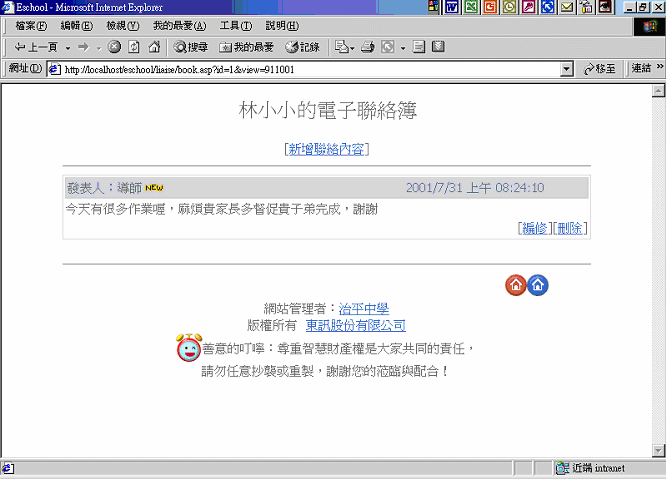 Eschool - Microsoft Internet Explorer
檔案(F) 編輯(E) 檢視(V) 我的最愛(A) 工具(T) 說明(H)
上一頁 搜尋 我的最愛 記錄
網址(D) http://localhost/eschool/liaise/book.asp?id=1&view=911001 移至 連結 »
林小小的電子聯絡簿
[新增聯絡內容]
發表人：導師 NEW 2001/7/31 上午 08:24:10
今天有很多作業喔，麻煩貴家長多督促貴子弟完成，謝謝
[編修][刪除]
網站管理者：治平中學
版權所有 東訊股份有限公司
善意的叮嚀：尊重智慧財產權是大家共同的責任，
請勿任意抄襲或重製，謝謝您的蒞臨與配合！
近端 intranet